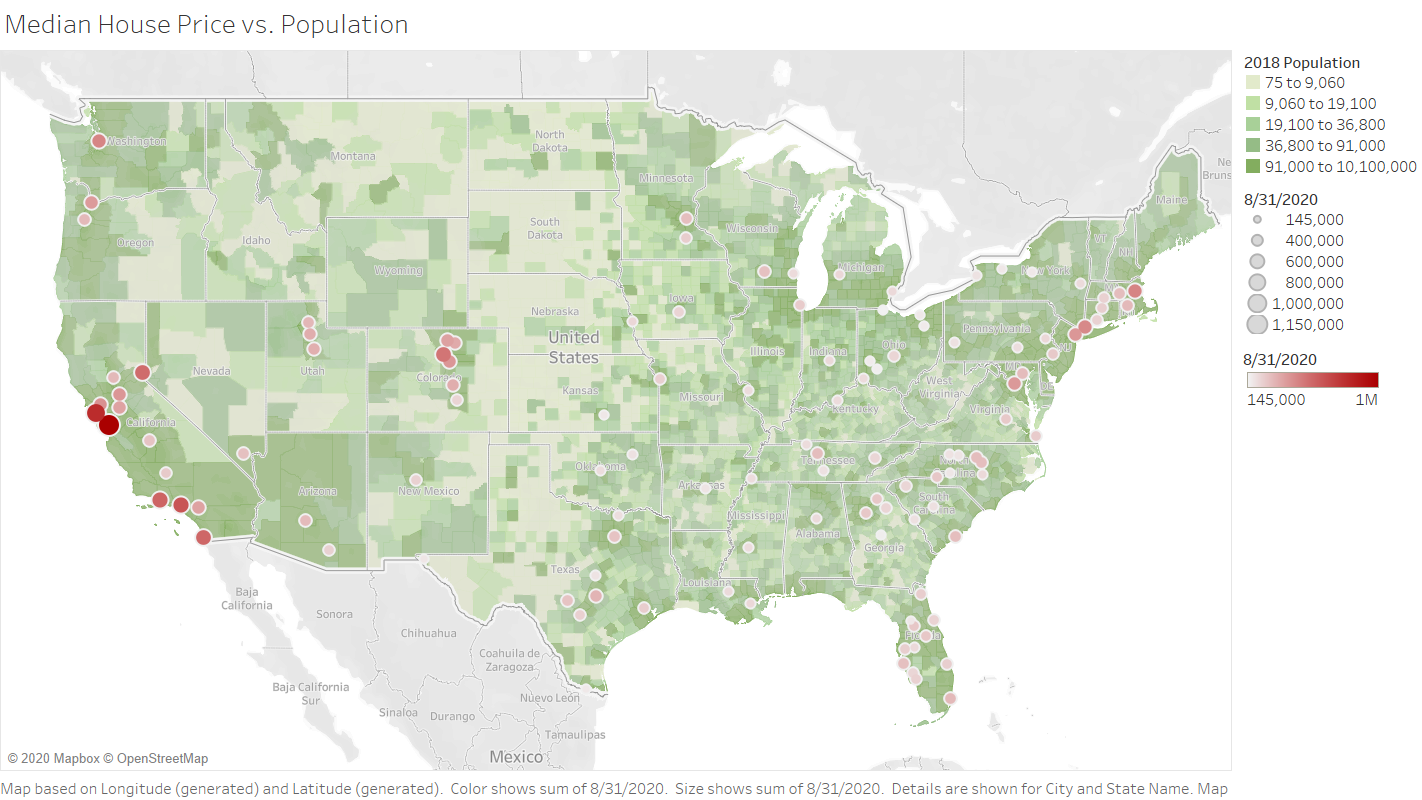 Median House Price vs. Population
2018 Population
75 to 9,060
9,060 to 19,100
19,100 to 36,800
36,800 to 91,000
91,000 to 10,100,000
8/31/2020
145,000
400,000
600,000
800,000
1,000,000
1,150,000
8/31/2020
145,000 1M
Washington
Montana
North
Dakota
Minnesota
Ne
Bruns
Maine
Oregon
Idaho
South
Dakota
Wisconsin
VT
NH
Wyoming
Michigan
New York
Iowa
Nebraska
United
States
Pennsylvania
Nevada
Utah
Colorado
Illinois
Indiana
Ohio
Kansas
Missouri
West
Virginia
Kentucky
Virginia
California
Oklahoma
Tennessee
Arizona
New Mexico
Arkansas
South
Carolina
Mississippi
Alabama
Georgia
Texas
Louisiana
Florida
Baja
California
Sonora
Chihuahua
Coahuila de
Zaragoza
Baja California
Sur
Nuevo León
Sinaloa
Durango
Tamaulipas
Mexico
© 2020 Mapbox © OpenStreetMap
Map based on Longitude (generated) and Latitude (generated). Color shows sum of 8/31/2020. Size shows sum of 8/31/2020. Details are shown for City and State Name. Map